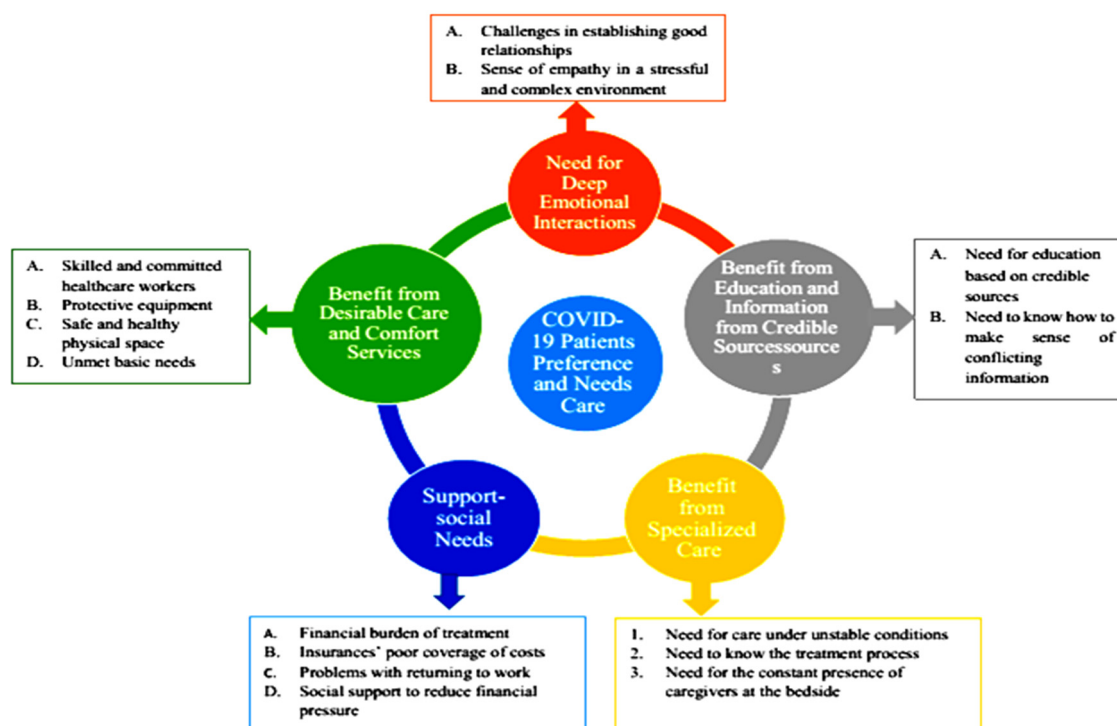 A. Challenges in establishing good
relationships
B. Sense of empathy in a stressful
and complex environment
Need for
Deep
Emotional
Interactions
A. Skilled and committed
healthcare workers
B. Protective equipment
C. Safe and healthy
physical space
D. Unmet basic needs
Benefit from
Desirable Care
and Comfort
Services
COVID-
19 Patients
Preference
and Needs
Care
Benefit from
Education and
Information
from Credible
Sourcessource
s
A. Need for education
based on credible
sources
B. Need to know how to
make sense of
conflicting
information
Support-
social
Needs
Benefit
from
Specialized
Care
A. Financial burden of treatment
B. Insurances' poor coverage of costs
C. Problems with returning to work
D. Social support to reduce financial
pressure
1. Need for care under unstable conditions
2. Need to know the treatment process
3. Need for the constant presence of
caregivers at the bedside